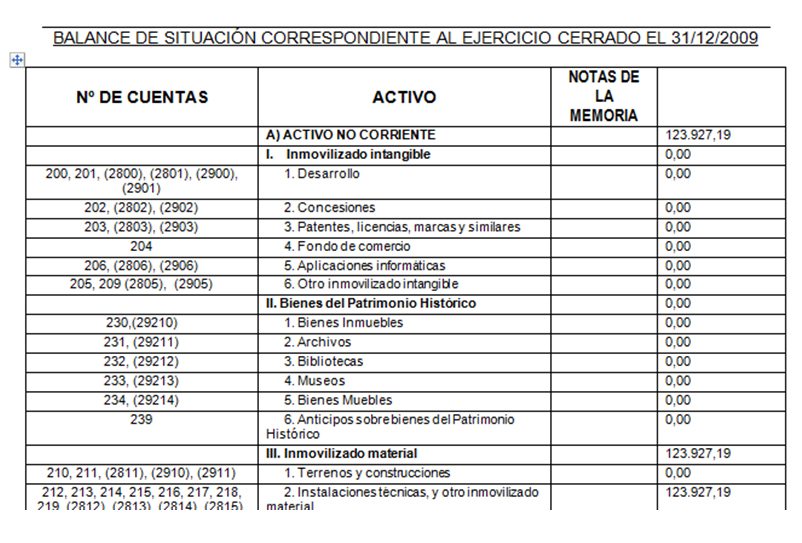 BALANCE DE SITUACIÓN CORRESPONDIENTE AL EJERCICIO CERRADO EL 31/12/2009
Nº DE CUENTAS ACTIVO NOTAS DE
LA
MEMORIA
A) ACTIVO NO CORRIENTE 123.927,19
I. Inmovilizado intangible 0,00
200, 201, (2800), (2801), (2900), 1. Desarrollo 0,00
(2901)
202, (2802), (2902) 2. Concesiones 0,00
203, (2803), (2903) 3. Patentes, licencias, marcas y similares 0,00
204 4. Fondo de comercio 0,00
206, (2806), (2906) 5. Aplicaciones informáticas 0,00
205, 209 (2805), (2905) 6. Otro inmovilizado intangible 0,00
II. Bienes del Patrimonio Histórico 0,00
230,(29210) 1. Bienes Inmuebles 0,00
231, (29211) 2. Archivos 0,00
232, (29212) 3. Bibliotecas 0,00
233, (29213) 4. Museos 0,00
234, (29214) 5. Bienes Muebles 0,00
239 6. Anticipos sobre bienes del Patrimonio 0,00
Histórico
III. Inmovilizado material 123.927,19
210, 211, (2811), (2910), (2911) 1. Terrenos y construcciones 0,00
212, 213, 214, 215, 216, 217, 218, 2. Instalaciones técnicas, y otro inmovilizado 123.927,19
219, (2812), (2813), (2814), (2815) material